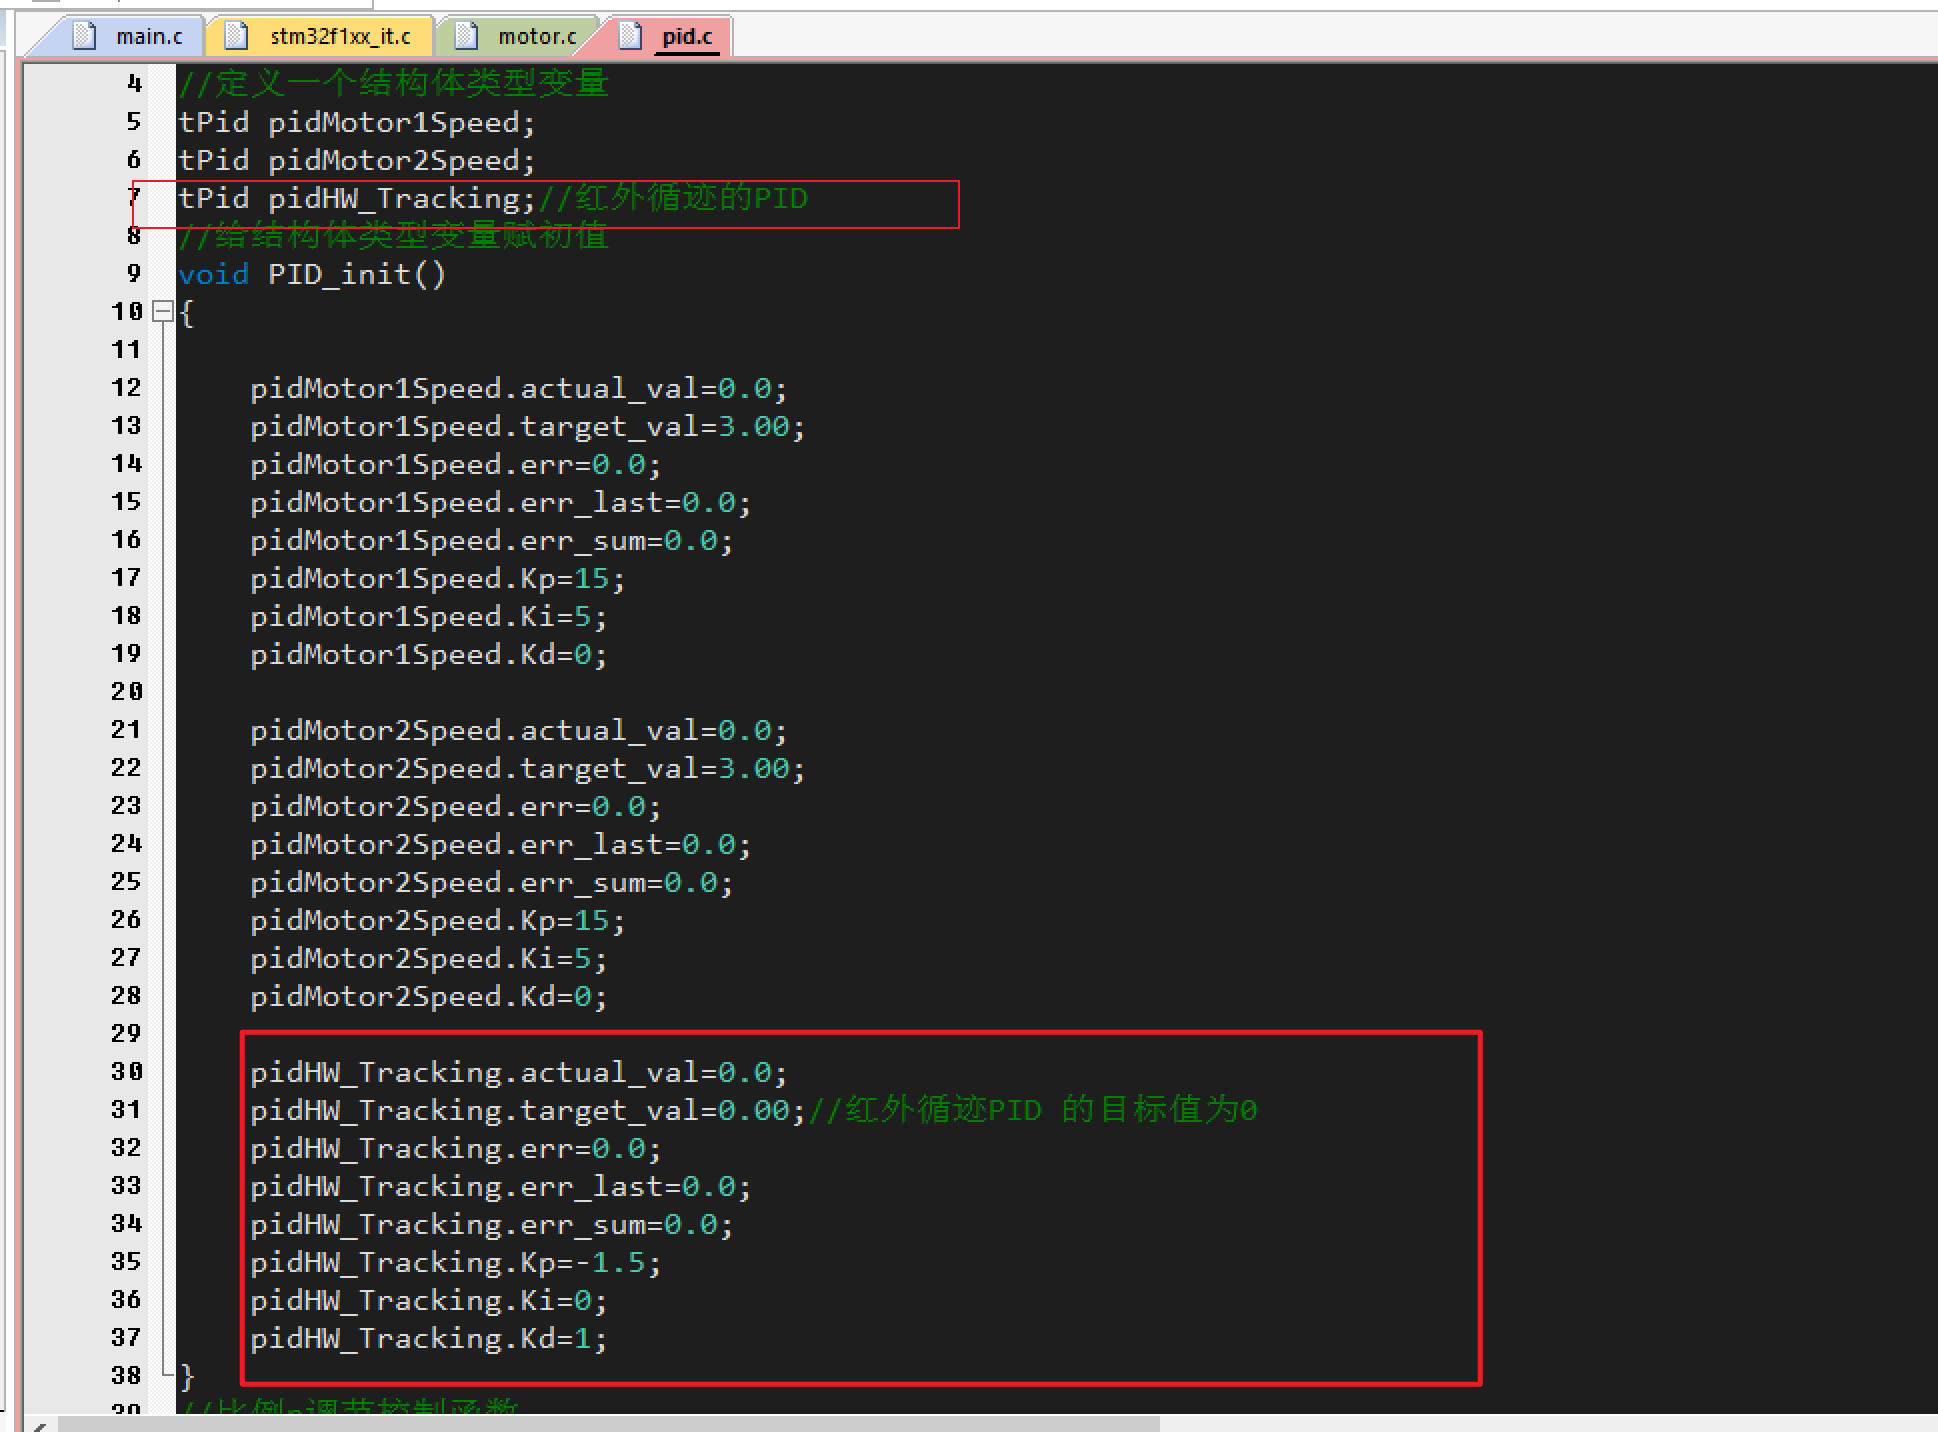 main.c stm32f1xx_it.c motor.c pid.c
4 //定义一个结构体类型变量
5 tPid pidMotor1Speed;
6 tPid pidMotor2Speed;
7 tPid pidHW_Tracking;//红外循迹的PID
8 //给结构体类型变量赋初值
9 void PID_init()
10 {
11
12 pidMotor1Speed.actual_val=0.0;
13 pidMotor1Speed.target_val=3.00;
14 pidMotor1Speed.err=0.0;
15 pidMotor1Speed.err_last=0.0;
16 pidMotor1Speed.err_sum=0.0;
17 pidMotor1Speed.Kp=15;
18 pidMotor1Speed.Ki=5;
19 pidMotor1Speed.Kd=0;
20
21 pidMotor2Speed.actual_val=0.0;
22 pidMotor2Speed.target_val=3.00;
23 pidMotor2Speed.err=0.0;
24 pidMotor2Speed.err_last=0.0;
25 pidMotor2Speed.err_sum=0.0;
26 pidMotor2Speed.Kp=15;
27 pidMotor2Speed.Ki=5;
28 pidMotor2Speed.Kd=0;
29
30 pidHW_Tracking.actual_val=0.0;
31 pidHW_Tracking.target_val=0.00;//红外循迹PID 的目标值为0
32 pidHW_Tracking.err=0.0;
33 pidHW_Tracking.err_last=0.0;
34 pidHW_Tracking.err_sum=0.0;
35 pidHW_Tracking.Kp=-1.5;
36 pidHW_Tracking.Ki=0;
37 pidHW_Tracking.Kd=1;
38 }
39 //比例p调节控制函数